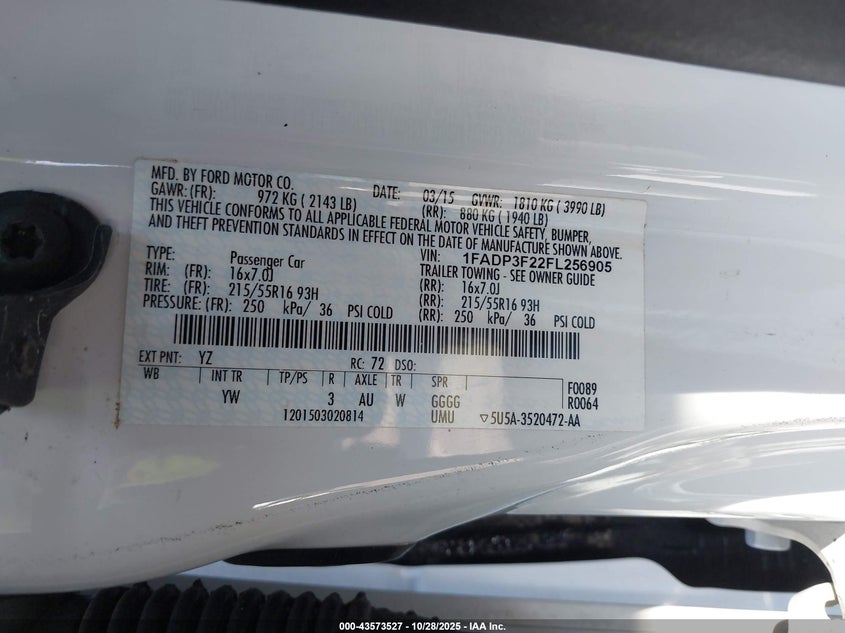 MFD. BY FORD MOTOR CO.
DATE: 03/15 GVWR: 1810 KG ( 3990 LB)
GAWR: (FR): 972 KG ( 2143 LB) (RR): 880 KG ( 1940 LB)
THIS VEHICLE CONFORMS TO ALL APPLICABLE FEDERAL MOTOR VEHICLE SAFETY, BUMPER,
AND THEFT PREVENTION STANDARDS IN EFFECT ON THE DATE OF MANUFACTURE SHOWN ABOVE.
VIN: 1FADP3F22FL256905
TYPE: Passenger Car TRAILER TOWING - SEE OWNER GUIDE
RIM: (FR): 16x7.0J (RR): 16x7.0J
TIRE: (FR): 215/55R16 93H (RR): 215/55R16 93H
PRESSURE: (FR): 250 kPa/ 36 PSI COLD (RR): 250 kPa/ 36 PSI COLD
EXT PNT: YZ RC: 72 DSO:
WB INT TR TP/PS R AXLE TR SPR F0089
YW 3 AU W GGGG R0064
1201503020814 UMU ▽5U5A-3520472-AA
000-43573527 - 10/28/2025 - IAA Inc.